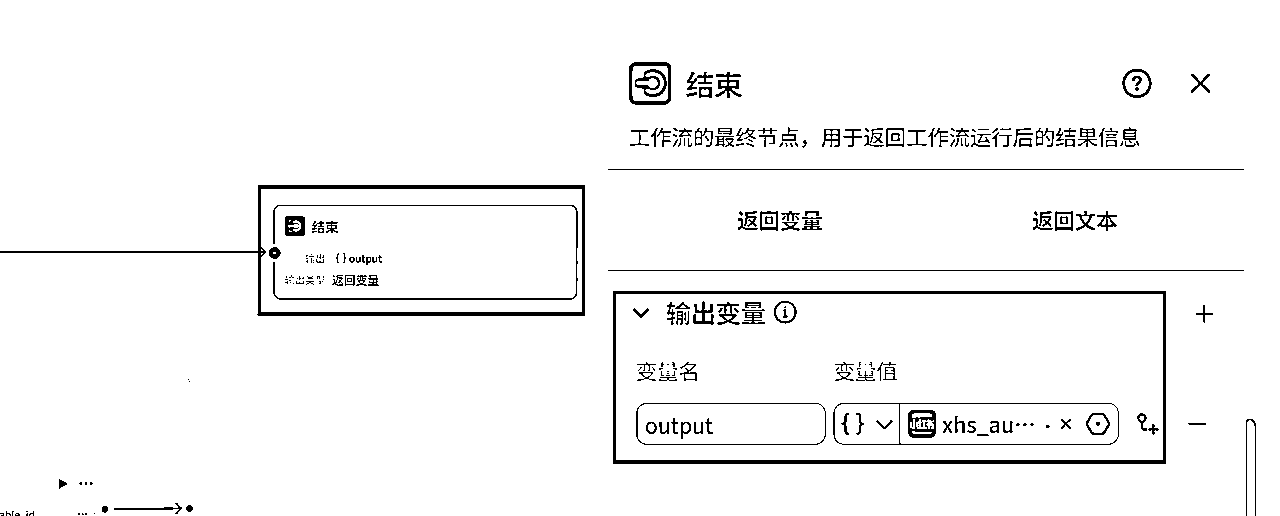 结束
工作流的最终节点，用于返回工作流运行后的结果信息
返回变量 返回文本
结束
输出 { } output
输出类型 返回变量
输出变量
变量名 变量值
output { } xhs_au···
···
able_id ···